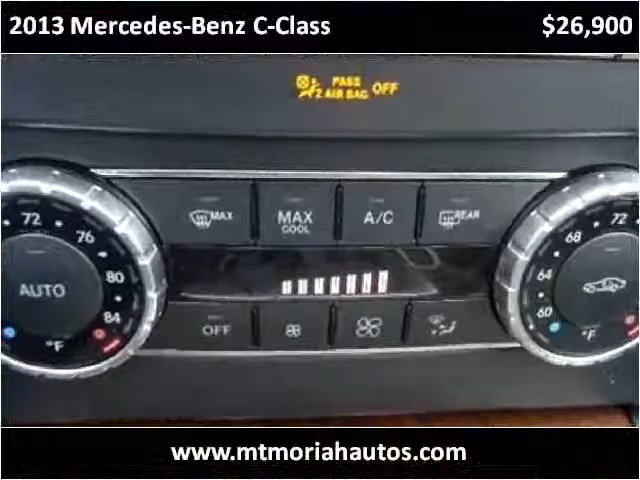 2013 Mercedes-Benz C-Class $26,900
PASS
AIR BAG OFF
MAX
MAX
COOL
A/C
REAR
72
76
80
84
AUTO
°F
OFF
72
68
64
60
°F
www.mtmoriahautos.com